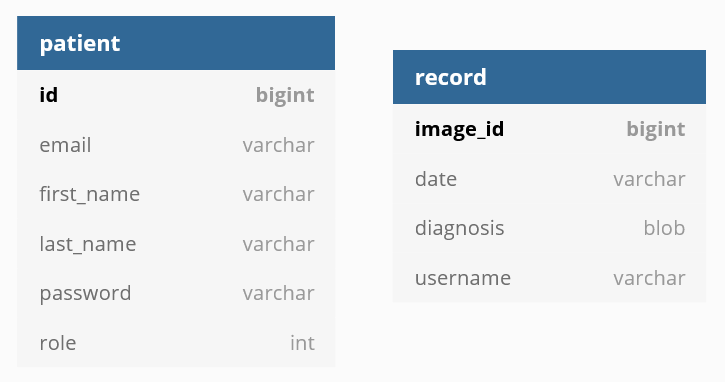 patient
id bigint
email varchar
first_name varchar
last_name varchar
password varchar
role int
record
image_id bigint
date varchar
diagnosis blob
username varchar